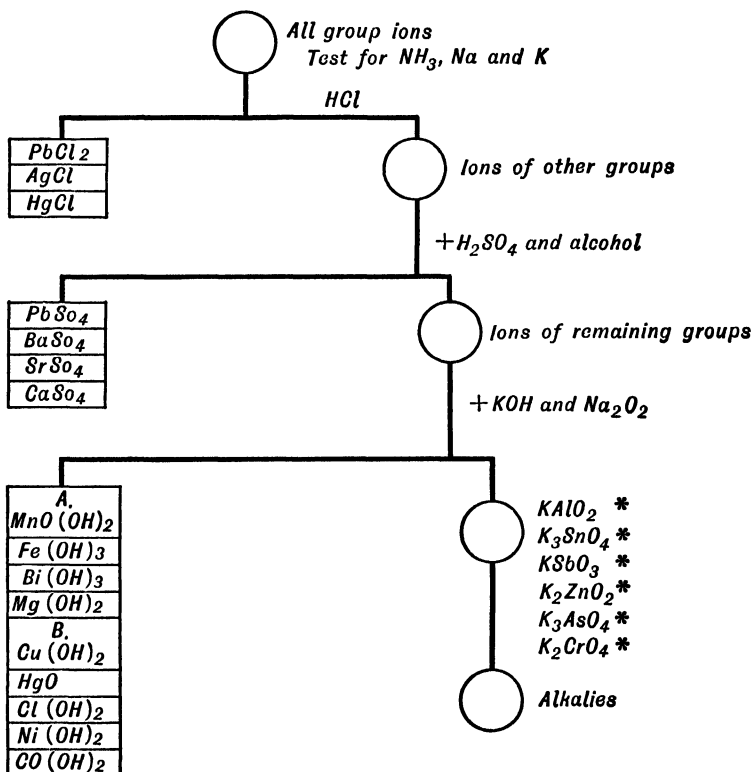 All group ions
Test for NH3, Na and K
HCl
PbCl2
AgCl
HgCl
Ions of other groups
+H2SO4 and alcohol
PbSo4
BaSo4
SrSo4
CaSo4
Ions of remaining groups
+KOH and Na2O2
A.
MnO(OH)2
Fe(OH)3
Bi(OH)3
Mg(OH)2
B.
Cu(OH)2
HgO
Cl(OH)2
Ni(OH)2
CO(OH)2
KAlO2 *
K3SnO4 *
KSbO3 *
K2ZnO2 *
K3AsO4 *
K2CrO4 *
Alkalies